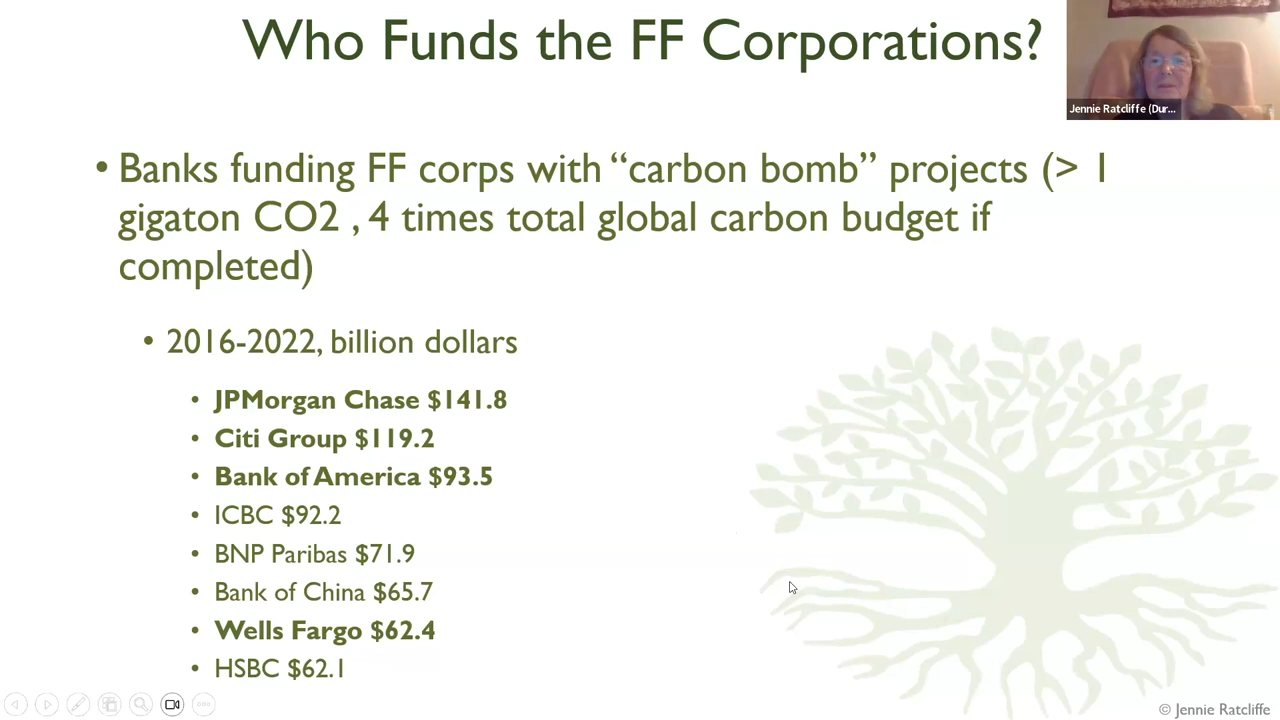 Who Funds the FF Corporations?
Jennie Ratcliffe (Dur...
• Banks funding FF corps with “carbon bomb” projects (> 1
gigaton CO2 , 4 times total global carbon budget if
completed)
• 2016-2022, billion dollars
• JPMorgan Chase $141.8
• Citi Group $119.2
• Bank of America $93.5
• ICBC $92.2
• BNP Paribas $71.9
• Bank of China $65.7
• Wells Fargo $62.4
• HSBC $62.1
© Jennie Ratcliffe